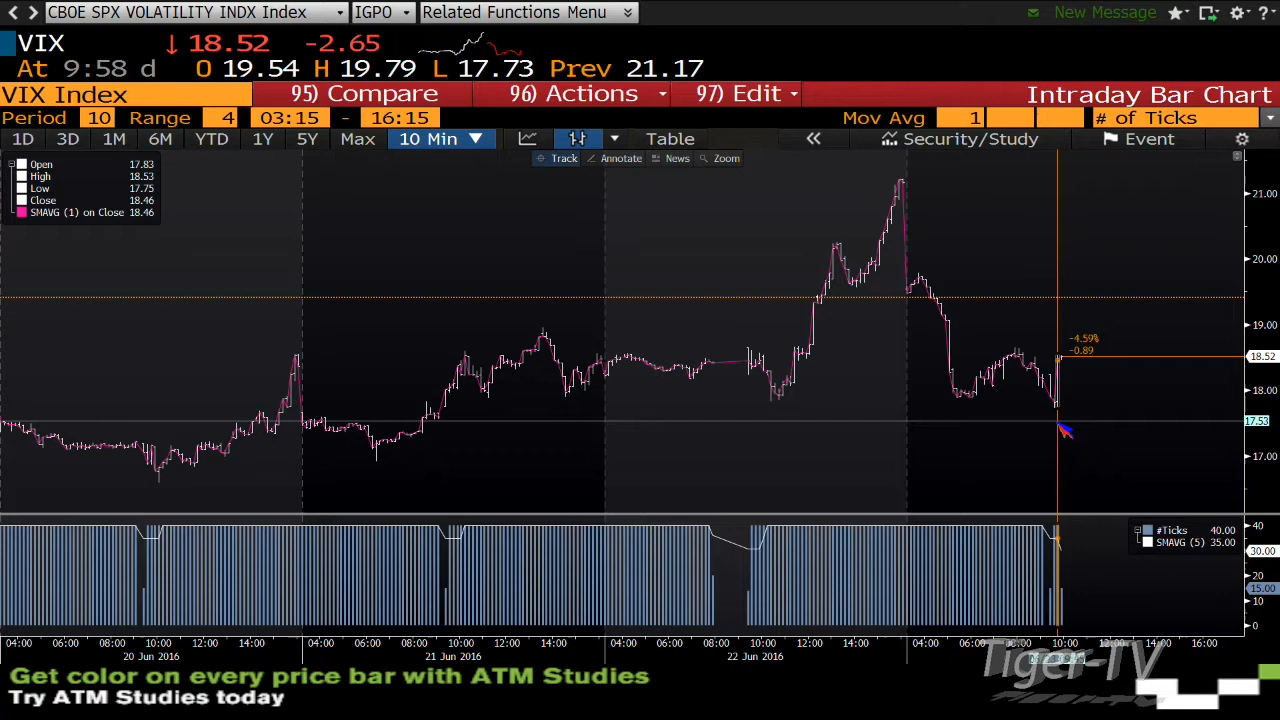 CBOE SPX VOLATILITY INDX Index IGPO Related Functions Menu New Message ?
VIX ↓ 18.52 -2.65
At 9:58 d O 19.54 H 19.79 L 17.73 Prev 21.17
VIX Index 95) Compare 96) Actions 97) Edit Intraday Bar Chart
Period 10 Range 4 03:15 - 16:15 Mov Avg 1 # of Ticks
1D 3D 1M 6M YTD 1Y 5Y Max 10 Min Table Security/Study Event
Track Annotate News Zoom
Open 17.83
High 18.53
Low 17.75
Close 18.46
SMAVG (1) on Close 18.46
21.00
20.00
19.00
-4.59%
-0.89
18.52
18.00
17.53
17.00
#Ticks 40.00
SMAVG (5) 35.00
40
30.00
20
15.00
10
0
04:00 06:00 08:00 10:00 12:00 14:00 04:00 06:00 08:00 10:00 12:00 14:00 04:00 06:00 08:00 10:00 12:00 14:00 04:00 06:00 08:00 10:00 12:00 14:00 16:00
20 Jun 2016 21 Jun 2016 22 Jun 2016
Tiger-TV
Get color on every price bar with ATM Studies
Try ATM Studies today